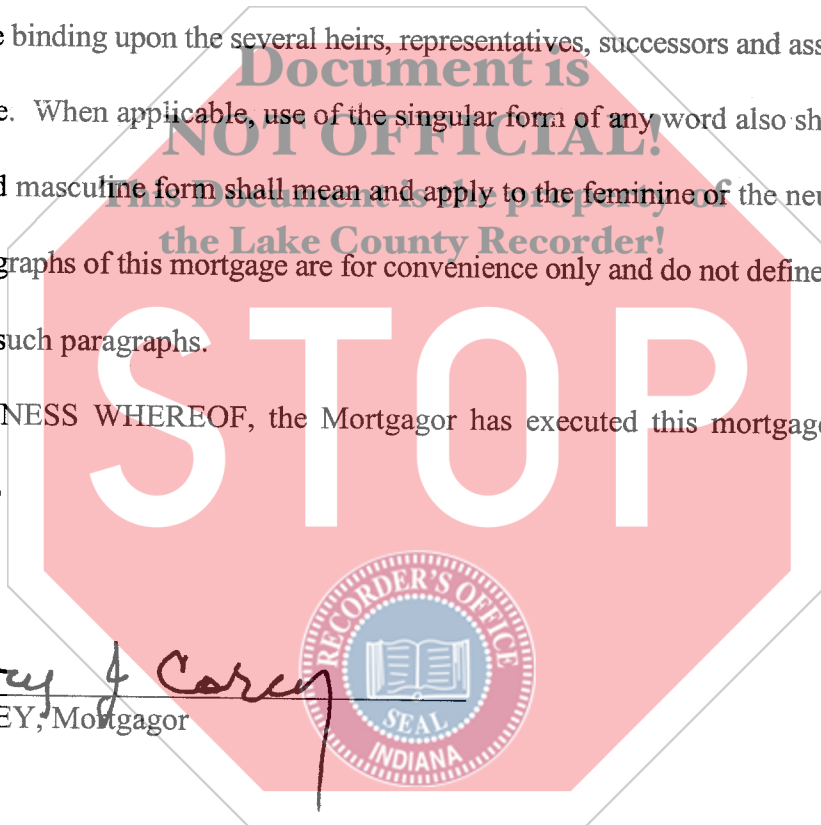 e binding upon the several heirs, representatives, successors and ass
Document is
e. When applicable, use of the singular form of any word also sh
NOT OFFICIAL!
d masculine form shall mean and apply to the feminine of the neu
This Document is the property of
the Lake County Recorder!
graphs of this mortgage are for convenience only and do not define
such paragraphs.
STOP
NESS WHEREOF, the Mortgagor has executed this mortgage
RECORDER'S OFFICE
SEAL
INDIANA
cy J Corey
EY, Mortgagor